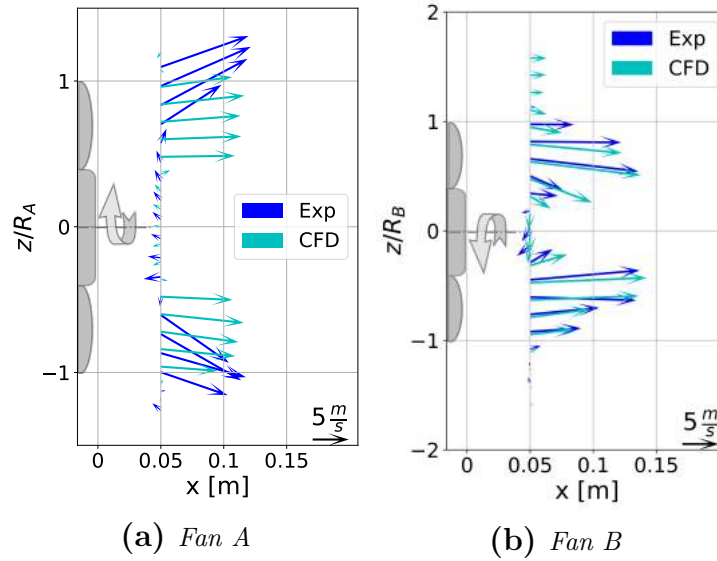 1
0
−1
z/R_A
0
0.05
0.1
0.15
x [m]
Exp
CFD
5 m/s
(a) Fan A
2
1
0
−1
−2
z/R_B
0
0.05
0.1
0.15
x [m]
Exp
CFD
5 m/s
(b) Fan B